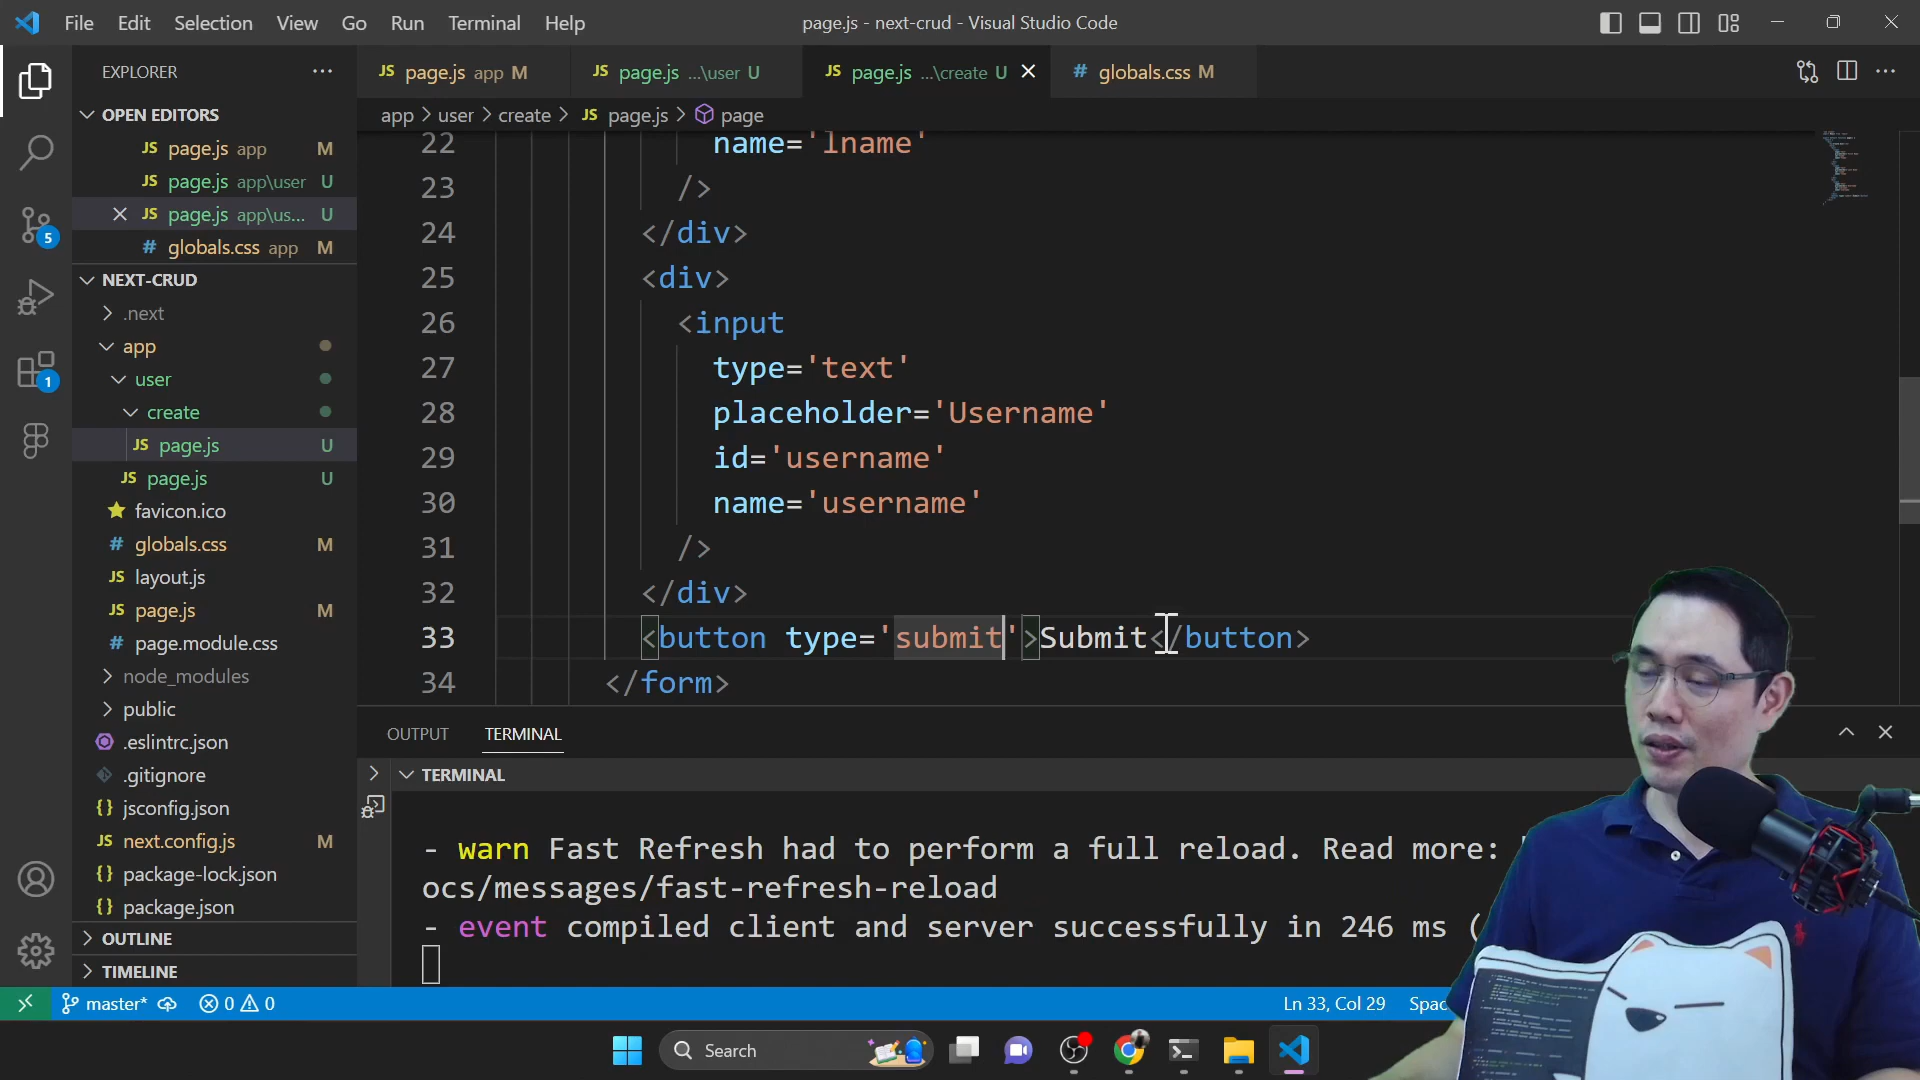 File Edit Selection View Go Run Terminal Help
page.js - next-crud - Visual Studio Code
EXPLORER
OPEN EDITORS
JS page.js app M
JS page.js app\user U
JS page.js app\us... U
# globals.css app M
NEXT-CRUD
.next
app
user
create
JS page.js U
JS page.js U
favicon.ico
# globals.css M
JS layout.js
JS page.js M
# page.module.css
node_modules
public
.eslintrc.json
.gitignore
{} jsconfig.json
JS next.config.js M
{} package-lock.json
{} package.json
OUTLINE
TIMELINE
5
1
JS page.js app M
JS page.js ...\user U
JS page.js ...\create U
# globals.css M
app > user > create > JS page.js > page
22 name='lname'
23 />
24 </div>
25 <div>
26 <input
27 type='text'
28 placeholder='Username'
29 id='username'
30 name='username'
31 />
32 </div>
33 <button type='submit'>Submit</button>
34 </form>
OUTPUT TERMINAL
TERMINAL
- warn Fast Refresh had to perform a full reload. Read more:
ocs/messages/fast-refresh-reload
- event compiled client and server successfully in 246 ms (
master* 0 0
Ln 33, Col 29 Spac
Search